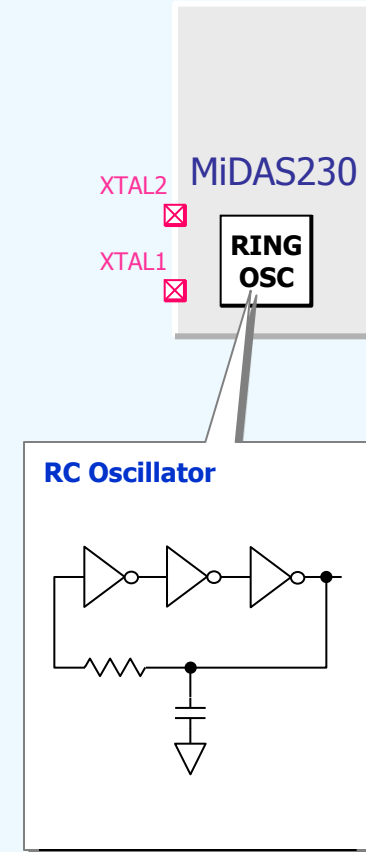 MiDAS230
XTAL2
XTAL1
RING
OSC
RC Oscillator